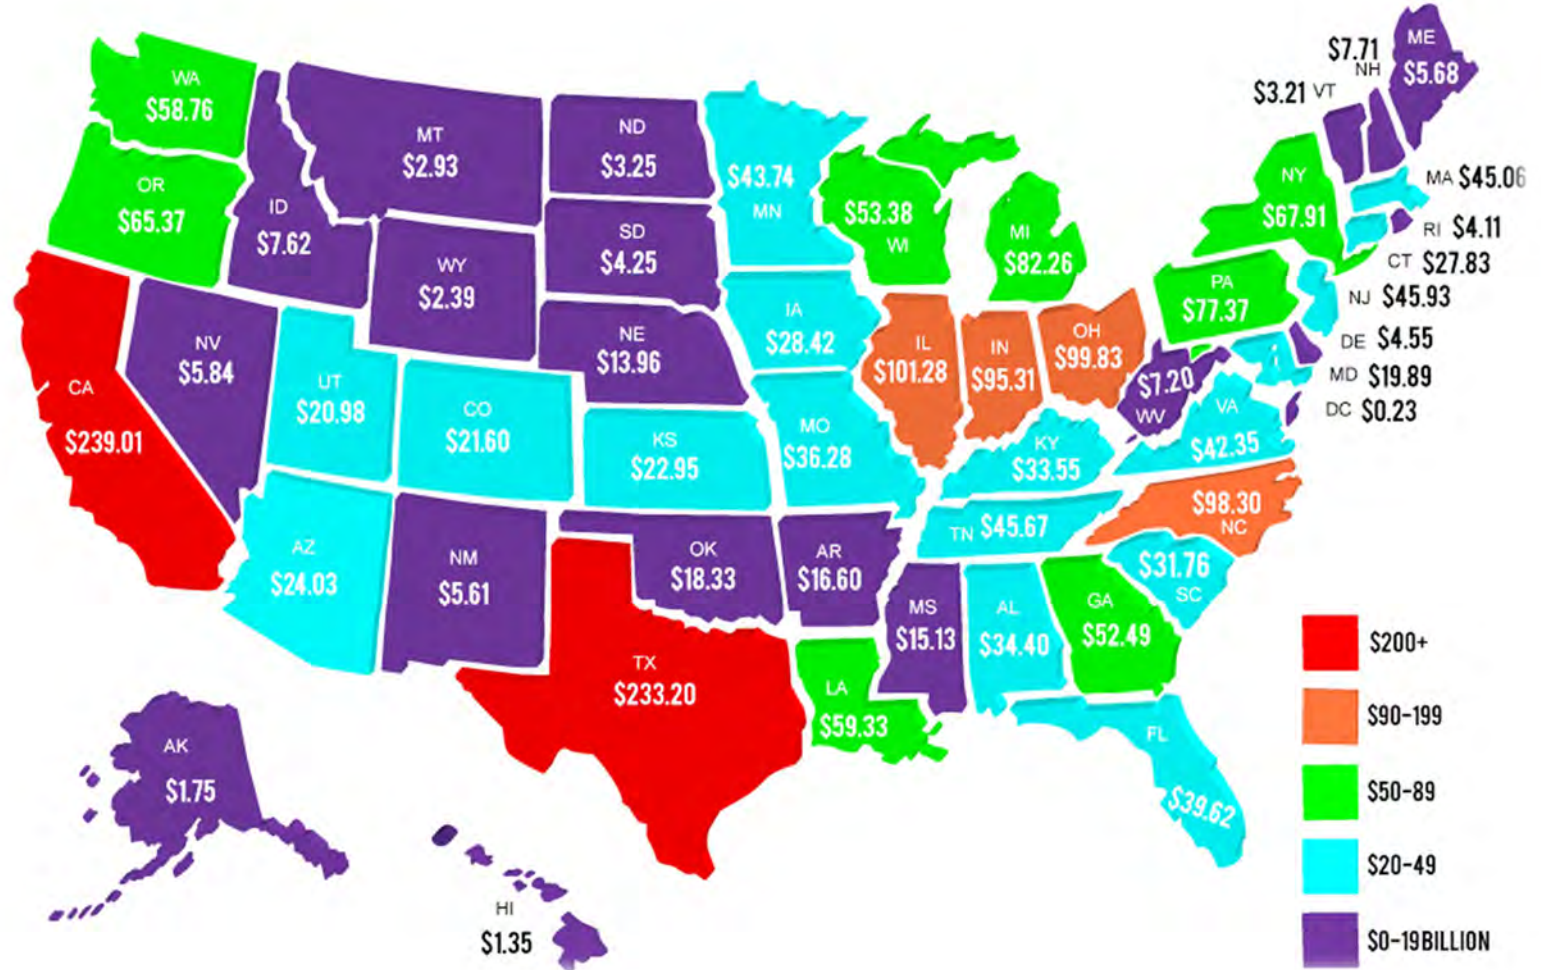 WA
$58.76
OR
$65.37
CA
$239.01
ID
$7.62
NV
$5.84
MT
$2.93
WY
$2.39
UT
$20.98
CO
$21.60
AZ
$24.03
NM
$5.61
ND
$3.25
SD
$4.25
NE
$13.96
KS
$22.95
OK
$18.33
TX
$233.20
$43.74
MN
IA
$28.42
MO
$36.28
AR
$16.60
LA
$59.33
$53.38
WI
IL
$101.28
MI
$82.26
IN
$95.31
OH
$99.83
KY
$33.55
TN $45.67
MS
$15.13
AL
$34.40
GA
$52.49
FL
$39.62
$31.76
SC
$98.30
NC
VA
$42.35
$7.20
WV
PA
$77.37
NY
$67.91
$3.21 VT
$7.71
NH
ME
$5.68
MA $45.06
RI $4.11
CT $27.83
NJ $45.93
DE $4.55
MD $19.89
DC $0.23
AK
$1.75
HI
$1.35
$200+
$90-199
$50-89
$20-49
$0-19BILLION